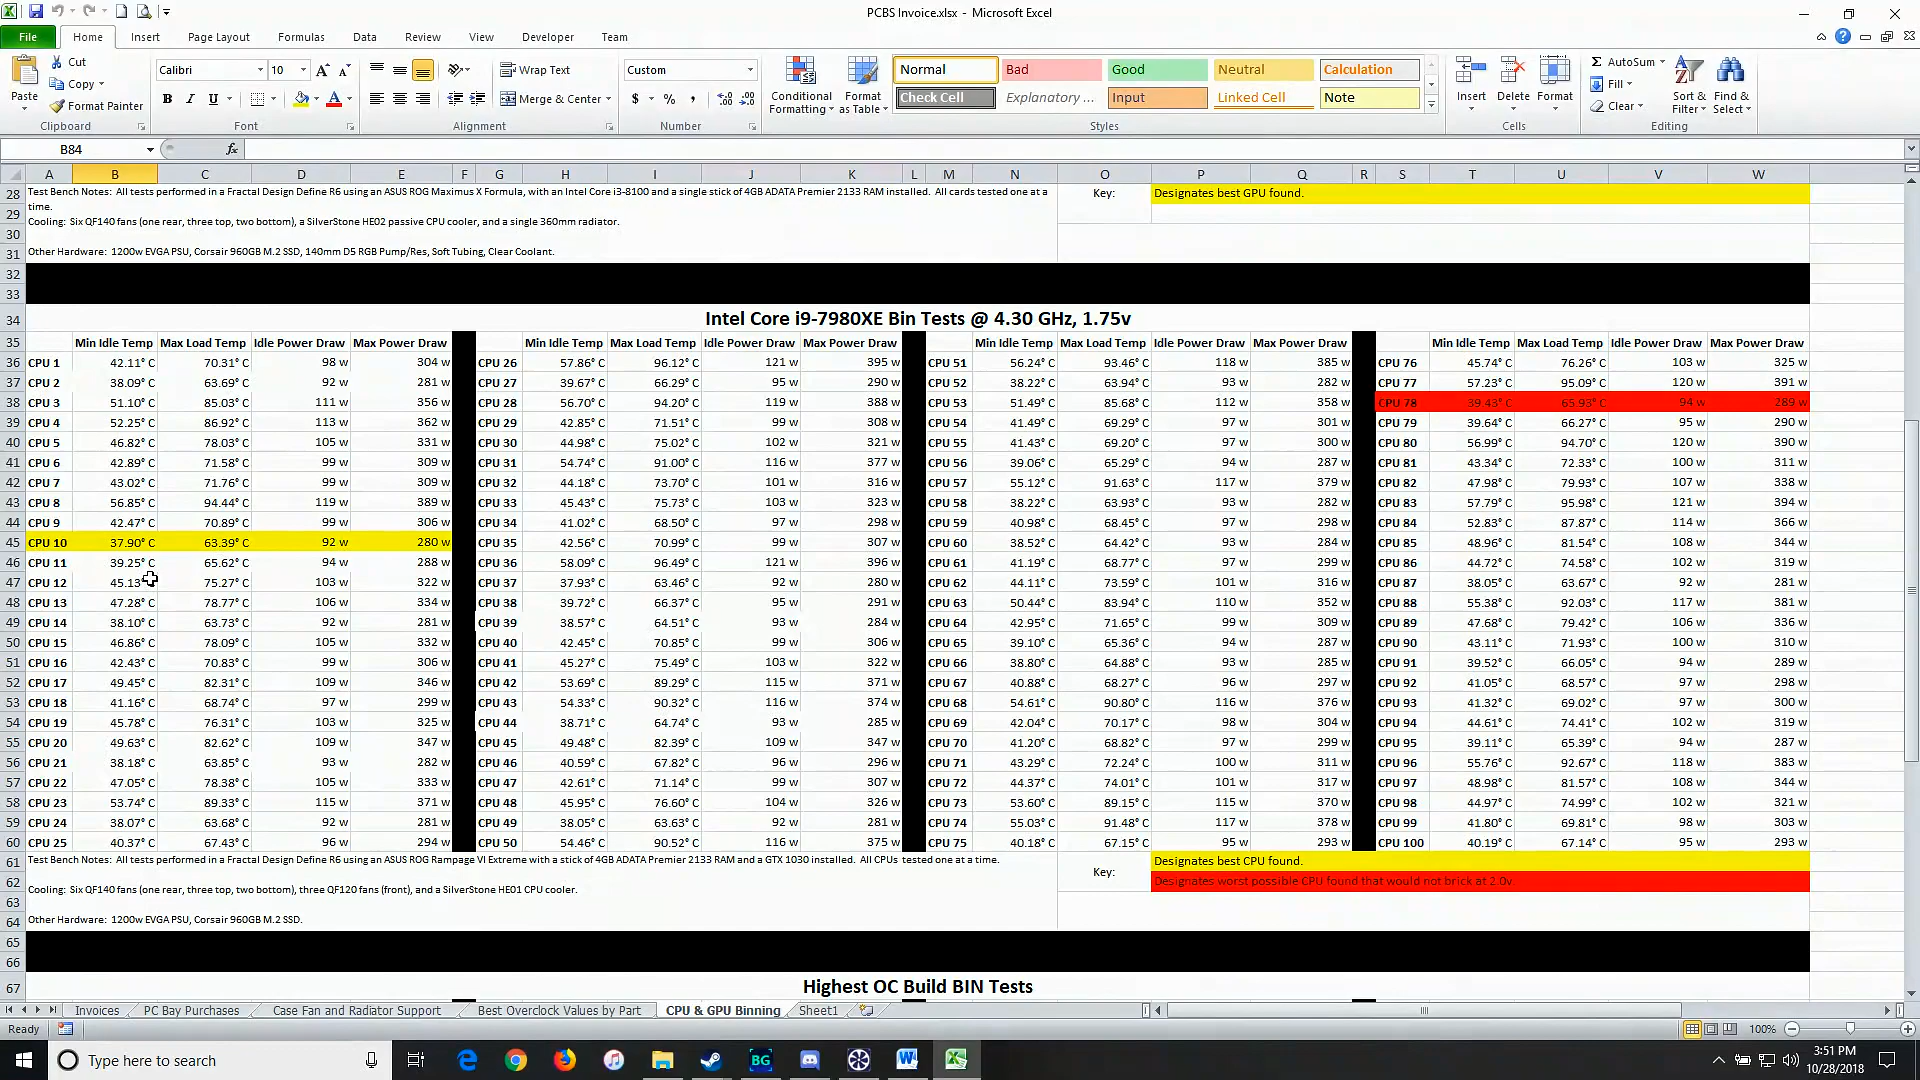 PCBS Invoice.xlsx - Microsoft Excel
File Home Insert Page Layout Formulas Data Review View Developer Team
Paste
Cut
Copy
Format Painter
Clipboard
Calibri 10
B I U
Font
Wrap Text
Merge & Center
Alignment
Custom
$ % ,
Number
Conditional Formatting
Format as Table
Normal Bad Good Neutral Calculation
Check Cell Explanatory ... Input Linked Cell Note
Styles
Insert Delete Format
Cells
AutoSum
Fill
Clear
Sort & Filter
Find & Select
Editing
B84 fx
A B C D E F G H I J K L M N O P Q R S T U V W
28 Test Bench Notes: All tests performed in a Fractal Design Define R6 using an ASUS ROG Maximus X Formula, with an Intel Core i3-8100 and a single stick of 4GB ADATA Premier 2133 RAM installed. All cards tested one at a Key: Designates best GPU found.
29 time.
30 Cooling: Six QF140 fans (one rear, three top, two bottom), a SilverStone HE02 passive CPU cooler, and a single 360mm radiator.
31 Other Hardware: 1200w EVGA PSU, Corsair 960GB M.2 SSD, 140mm D5 RGB Pump/Res, Soft Tubing, Clear Coolant.
32
33
34 Intel Core i9-7980XE Bin Tests @ 4.30 GHz, 1.75v
35 Min Idle Temp Max Load Temp Idle Power Draw Max Power Draw Min Idle Temp Max Load Temp Idle Power Draw Max Power Draw Min Idle Temp Max Load Temp Idle Power Draw Max Power Draw Min Idle Temp Max Load Temp Idle Power Draw Max Power Draw
36 CPU 1 42.11° C 70.31° C 98 w 304 w CPU 26 57.86° C 96.12° C 121 w 395 w CPU 51 56.24° C 93.46° C 118 w 385 w CPU 76 45.74° C 76.26° C 103 w 325 w
37 CPU 2 38.09° C 63.69° C 92 w 281 w CPU 27 39.67° C 66.29° C 95 w 290 w CPU 52 38.22° C 63.94° C 93 w 282 w CPU 77 57.23° C 95.09° C 120 w 391 w
38 CPU 3 51.10° C 85.03° C 111 w 356 w CPU 28 56.70° C 94.20° C 119 w 388 w CPU 53 51.49° C 85.68° C 112 w 358 w CPU 78 39.43° C 65.93° C 94 w 289 w
39 CPU 4 52.25° C 86.92° C 113 w 362 w CPU 29 42.85° C 71.51° C 99 w 308 w CPU 54 41.49° C 69.29° C 97 w 301 w CPU 79 39.64° C 66.27° C 95 w 290 w
40 CPU 5 46.82° C 78.03° C 105 w 331 w CPU 30 44.98° C 75.02° C 102 w 321 w CPU 55 41.43° C 69.20° C 97 w 300 w CPU 80 56.99° C 94.70° C 120 w 390 w
41 CPU 6 42.89° C 71.58° C 99 w 309 w CPU 31 54.74° C 91.00° C 116 w 377 w CPU 56 39.06° C 65.29° C 94 w 287 w CPU 81 43.34° C 72.33° C 100 w 311 w
42 CPU 7 43.02° C 71.76° C 99 w 309 w CPU 32 44.18° C 73.70° C 101 w 316 w CPU 57 55.12° C 91.63° C 117 w 379 w CPU 82 47.98° C 79.93° C 107 w 338 w
43 CPU 8 56.85° C 94.44° C 119 w 389 w CPU 33 45.43° C 75.73° C 103 w 323 w CPU 58 38.22° C 63.93° C 93 w 282 w CPU 83 57.79° C 95.98° C 121 w 394 w
44 CPU 9 42.47° C 70.89° C 99 w 306 w CPU 34 41.02° C 68.50° C 97 w 298 w CPU 59 40.98° C 68.45° C 97 w 298 w CPU 84 52.83° C 87.87° C 114 w 366 w
45 CPU 10 37.90° C 63.39° C 92 w 280 w CPU 35 42.56° C 70.99° C 99 w 307 w CPU 60 38.52° C 64.42° C 93 w 284 w CPU 85 48.96° C 81.54° C 108 w 344 w
46 CPU 11 39.25° C 65.62° C 94 w 288 w CPU 36 58.09° C 96.49° C 121 w 396 w CPU 61 41.19° C 68.77° C 97 w 299 w CPU 86 44.72° C 74.58° C 102 w 319 w
47 CPU 12 45.13° 75.27° C 103 w 322 w CPU 37 37.93° C 63.46° C 92 w 280 w CPU 62 44.11° C 73.59° C 101 w 316 w CPU 87 38.05° C 63.67° C 92 w 281 w
48 CPU 13 47.28° C 78.77° C 106 w 334 w CPU 38 39.72° C 66.37° C 95 w 291 w CPU 63 50.44° C 83.94° C 110 w 352 w CPU 88 55.38° C 92.03° C 117 w 381 w
49 CPU 14 38.10° C 63.73° C 92 w 281 w CPU 39 38.57° C 64.51° C 93 w 284 w CPU 64 42.95° C 71.65° C 99 w 309 w CPU 89 47.68° C 79.42° C 106 w 336 w
50 CPU 15 46.86° C 78.09° C 105 w 332 w CPU 40 42.45° C 70.85° C 99 w 306 w CPU 65 39.10° C 65.36° C 94 w 287 w CPU 90 43.11° C 71.93° C 100 w 310 w
51 CPU 16 42.43° C 70.83° C 99 w 306 w CPU 41 45.27° C 75.49° C 103 w 322 w CPU 66 38.80° C 64.88° C 93 w 285 w CPU 91 39.52° C 66.05° C 94 w 289 w
52 CPU 17 49.45° C 82.31° C 109 w 346 w CPU 42 53.69° C 89.29° C 115 w 371 w CPU 67 40.88° C 68.27° C 96 w 297 w CPU 92 41.05° C 68.57° C 97 w 298 w
53 CPU 18 41.16° C 68.74° C 97 w 299 w CPU 43 54.33° C 90.32° C 116 w 374 w CPU 68 54.61° C 90.80° C 116 w 376 w CPU 93 41.32° C 69.02° C 97 w 300 w
54 CPU 19 45.78° C 76.31° C 103 w 325 w CPU 44 38.71° C 64.74° C 93 w 285 w CPU 69 42.04° C 70.17° C 98 w 304 w CPU 94 44.61° C 74.41° C 102 w 319 w
55 CPU 20 49.63° C 82.62° C 109 w 347 w CPU 45 49.48° C 82.39° C 109 w 347 w CPU 70 41.20° C 68.82° C 97 w 299 w CPU 95 39.11° C 65.39° C 94 w 287 w
56 CPU 21 38.18° C 63.85° C 93 w 282 w CPU 46 40.59° C 67.82° C 96 w 296 w CPU 71 43.29° C 72.24° C 100 w 311 w CPU 96 55.76° C 92.67° C 118 w 383 w
57 CPU 22 47.05° C 78.38° C 105 w 333 w CPU 47 42.61° C 71.14° C 99 w 307 w CPU 72 44.37° C 74.01° C 101 w 317 w CPU 97 48.98° C 81.57° C 108 w 344 w
58 CPU 23 53.74° C 89.33° C 115 w 371 w CPU 48 45.95° C 76.60° C 104 w 326 w CPU 73 53.60° C 89.15° C 115 w 370 w CPU 98 44.97° C 74.99° C 102 w 321 w
59 CPU 24 38.07° C 63.68° C 92 w 281 w CPU 49 38.05° C 63.63° C 92 w 281 w CPU 74 55.03° C 91.48° C 117 w 378 w CPU 99 41.80° C 69.81° C 98 w 303 w
60 CPU 25 40.37° C 67.43° C 96 w 294 w CPU 50 54.46° C 90.52° C 116 w 375 w CPU 75 40.18° C 67.15° C 95 w 293 w CPU 100 40.19° C 67.14° C 96 w 293 w
61 Test Bench Notes: All tests performed in a Fractal Design Define R6 using an ASUS ROG Rampage VI Extreme with a stick of 4GB ADATA Premier 2133 RAM and a GTX 1030 installed. All CPUs tested one at a time. Designates best CPU found.
62 Key: Designates worst possible CPU found that would not brick at 2.0v.
63 Cooling: Six QF140 fans (one rear, three top, two bottom), three QF120 fans (front), and a SilverStone HE01 CPU cooler.
64 Other Hardware: 1200w EVGA PSU, Corsair 960GB M.2 SSD.
65
66
67 Highest OC Build BIN Tests
Invoices PC Bay Purchases Case Fan and Radiator Support Best Overclock Values by Part CPU & GPU Binning Sheet1
Ready 100%
Type here to search BG
3:51 PM
10/28/2018